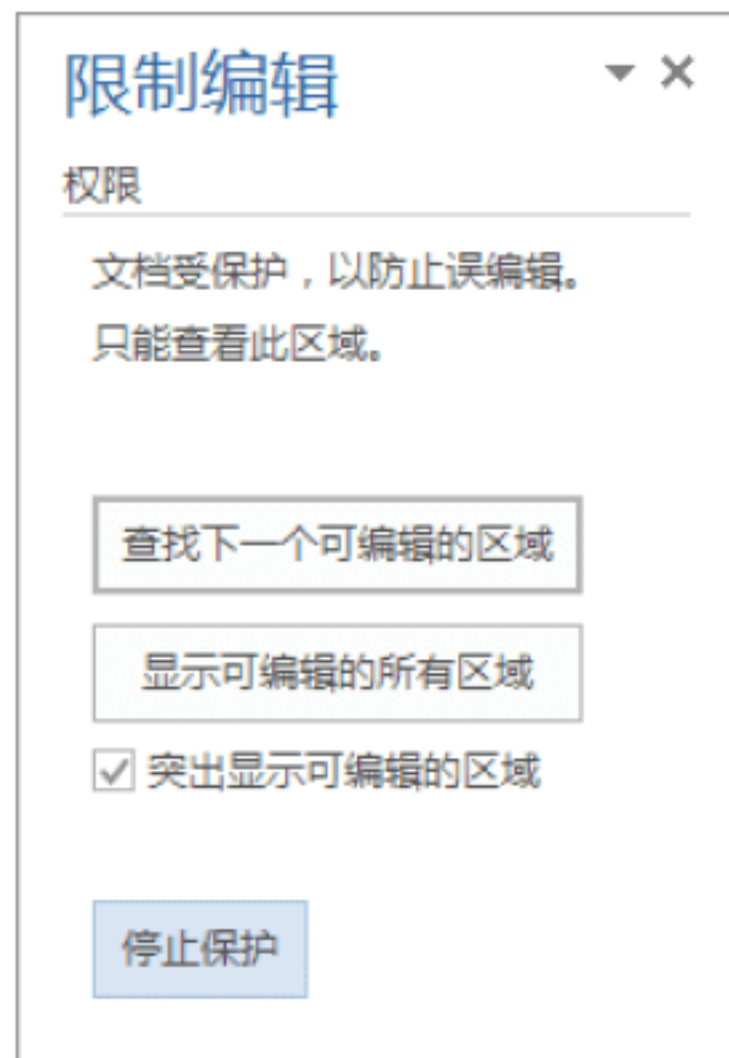 限制编辑
权限
文档受保护，以防止误编辑。
只能查看此区域。
查找下一个可编辑的区域
显示可编辑的所有区域
突出显示可编辑的区域
停止保护